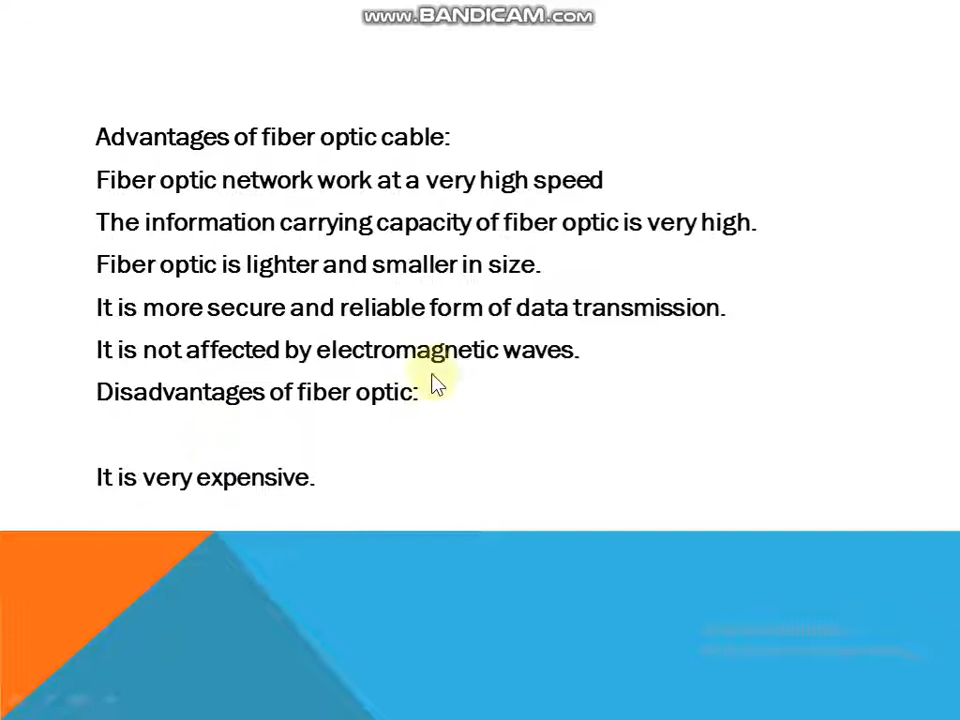 www.BANDICAM.com
Advantages of fiber optic cable:
Fiber optic network work at a very high speed
The information carrying capacity of fiber optic is very high.
Fiber optic is lighter and smaller in size.
It is more secure and reliable form of data transmission.
It is not affected by electromagnetic waves.
Disadvantages of fiber optic:
It is very expensive.